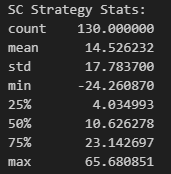 SC Strategy Stats:
count    130.000000
mean      14.526232
std       17.783700
min      -24.260870
25%        4.034993
50%       10.626278
75%       23.142697
max       65.680851